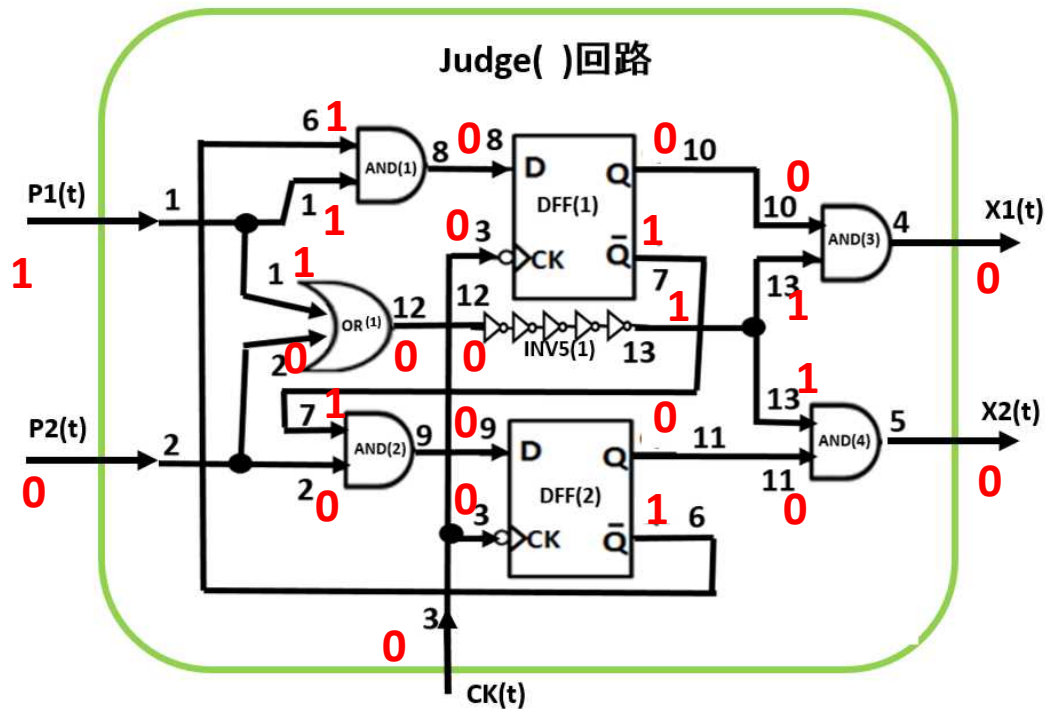 Judge( )回路
6 1
AND(1)
8 0 8
D
Q
0 10
0
10
P1(t)
1
1
1
1
DFF(1)
AND(3)
4
X1(t)
0
0 3
CK
Q̅
1
7
1
1
1
12
12
OR(1)
INV5(1)
13
1
13
1
2
0
0
0
7 1
AND(2)
9
0 9
D
Q
0
11
13
1
AND(4)
5
X2(t)
0
P2(t)
2
0
2
0
DFF(2)
11
0
0
3
CK
Q̅
1
6
3
0
CK(t)